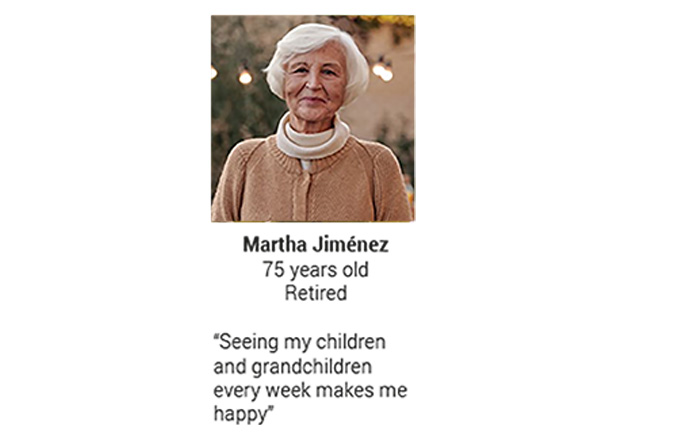 Martha Jiménez
75 years old
Retired
“Seeing my children
and grandchildren
every week makes me
happy”